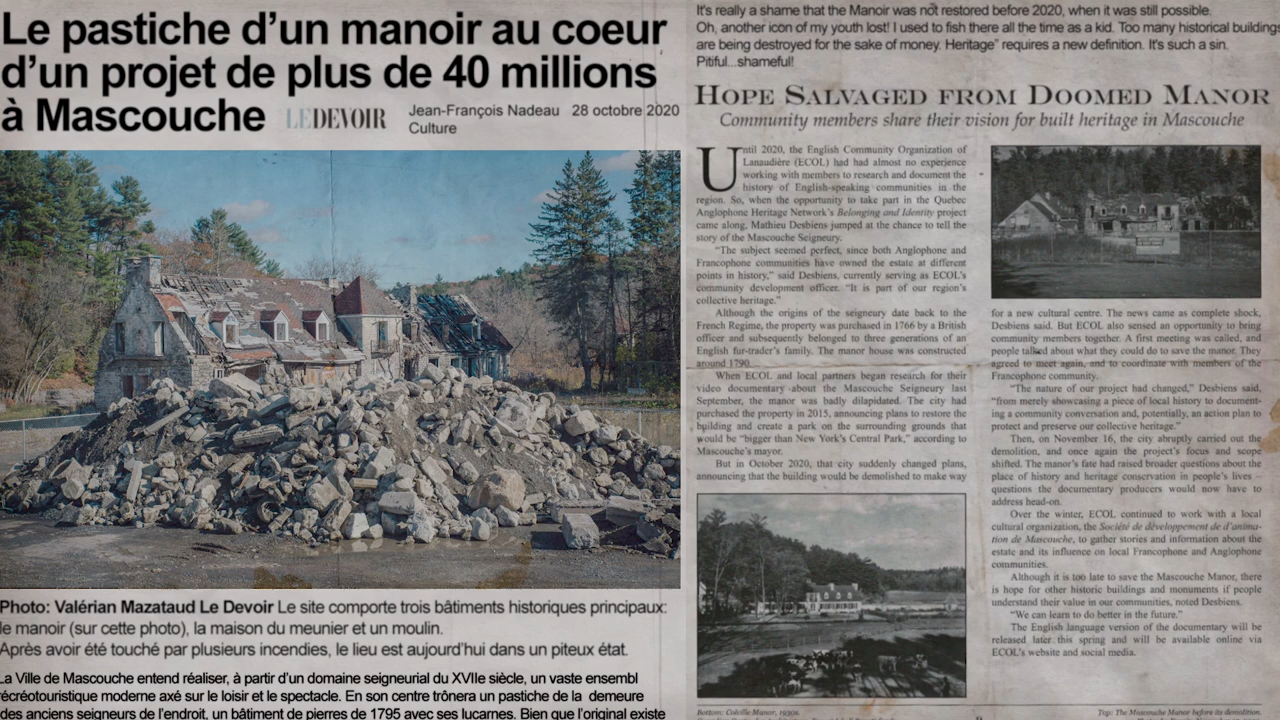 Le pastiche d'un manoir au coeur
d'un projet de plus de 40 millions
à Mascouche
LE DEVOIR
Jean-François Nadeau 28 octobre 2020
Culture
Photo: Valérian Mazataud Le Devoir Le site comporte trois bâtiments historiques principaux:
le manoir (sur cette photo), la maison du meunier et un moulin.
Après avoir été touché par plusieurs incendies, le lieu est aujourd'hui dans un piteux état.
La Ville de Mascouche entend réaliser, à partir d'un domaine seigneurial du XVIIe siècle, un vaste ensembl
récréotouristique moderne axé sur le loisir et le spectacle. En son centre trônera un pastiche de la demeure
des anciens seigneurs de l'endroit, un bâtiment de pierres de 1795 avec ses lucarnes. Bien que l'original existe
It's really a shame that the Manoir was not restored before 2020, when it was still possible.
Oh, another icon of my youth lost! I used to fish there all the time as a kid. Too many historical buildings
are being destroyed for the sake of money. Heritage" requires a new definition. It's such a sin.
Pitiful...shameful!
HOPE SALVAGED FROM DOOMED MANOR
Community members share their vision for built heritage in Mascouche
Until 2020, the English Community Organization of
Lanaudière (ECOL) had had almost no experience
working with members to research and document the
history of English-speaking communities in the
region. So, when the opportunity to take part in the Quebec
Anglophone Heritage Network's Belonging and Identity project
came along, Mathieu Desbiens jumped at the chance to tell the
story of the Mascouche Seigneury.
"The subject seemed perfect, since both Anglophone and
Francophone communities have owned the estate at different
points in history," said Desbiens, currently serving as ECOL's
community development officer. "It is part of our region's
collective heritage."
Although the origins of the seigneury date back to the
French Regime, the property was purchased in 1766 by a British
officer and subsequently belonged to three generations of an
English fur-trader's family. The manor house was constructed
around 1790.
When ECOL and local partners began research for their
video documentary about the Mascouche Seigneury last
September, the manor was badly dilapidated. The city had
purchased the property in 2015, announcing plans to restore the
building and create a park on the surrounding grounds that
would be "bigger than New York's Central Park," according to
Mascouche's mayor.
But in October 2020, that city suddenly changed plans,
announcing that the building would be demolished to make way
Bottom: Colville Manor, 1930s.
for a new cultural centre. The news came as complete shock,
Desbiens said. But ECOL also sensed an opportunity to bring
community members together. A first meeting was called, and
people talked about what they could do to save the manor. They
agreed to meet again, and to coordinate with members of the
Francophone community.
"The nature of our project had changed," Desbiens said,
"from merely showcasing a piece of local history to document-
ing a community conversation and, potentially, an action plan to
protect and preserve our collective heritage."
Then, on November 16, the city abruptly carried out the
demolition, and once again the project's focus and scope
shifted. The manor's fate had raised broader questions about the
place of history and heritage conservation in people's lives –
questions the documentary producers would now have to
address head-on.
Over the winter, ECOL continued to work with a local
cultural organization, the Société de développement de d'anima-
tion de Mascouche, to gather stories and information about the
estate and its influence on local Francophone and Anglophone
communities.
Although it is too late to save the Mascouche Manor, there
is hope for other historic buildings and monuments if people
understand their value in our communities, noted Desbiens.
"We can learn to do better in the future."
The English language version of the documentary will be
released later this spring and will be available online via
ECOL's website and social media.
Top: The Mascouche Manor before its demolition.